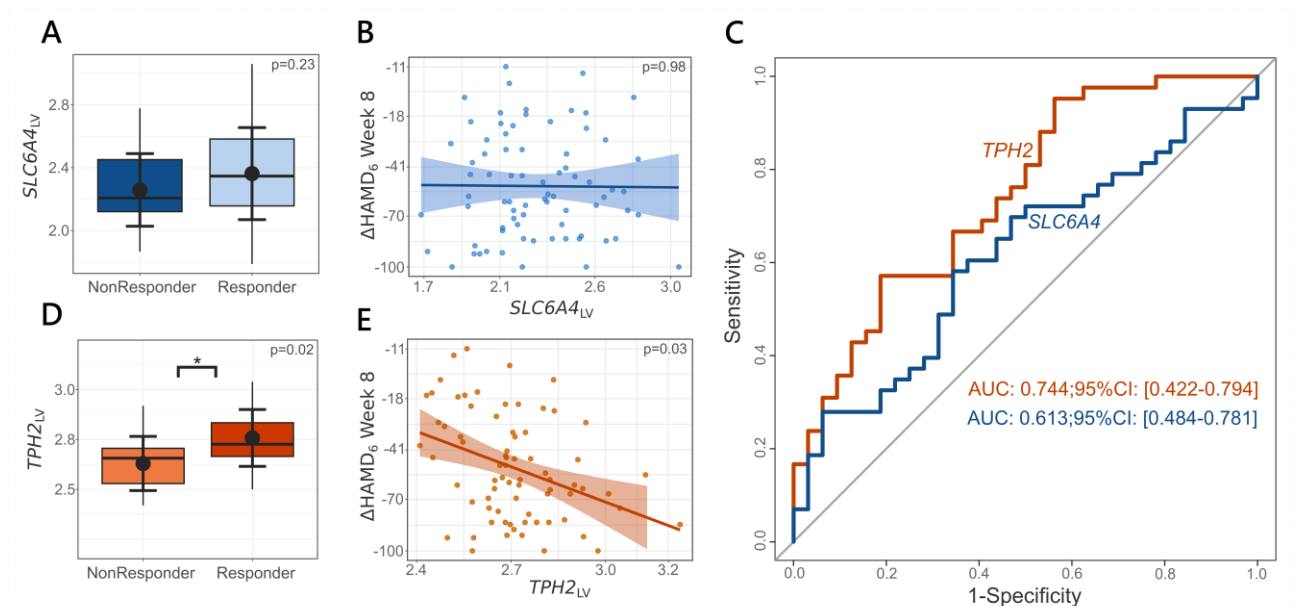 A
p=0.23
SLC6A4LV
2.8
2.4
2.0
NonResponder
Responder
B
p=0.98
ΔHAMD6 Week 8
-11
-18
-41
-70
-100
1.7
2.1
2.6
3.0
SLC6A4LV
C
Sensitivity
1.0
0.8
0.6
0.4
0.2
0.0
TPH2
SLC6A4
AUC: 0.744;95%CI: [0.422-0.794]
AUC: 0.613;95%CI: [0.484-0.781]
0.0
0.2
0.4
0.6
0.8
1.0
1-Specificity
D
p=0.02
*
TPH2LV
3.0
2.8
2.5
NonResponder
Responder
E
p=0.03
ΔHAMD6 Week 8
-11
-18
-41
-70
-100
2.4
2.7
3.0
3.2
TPH2LV